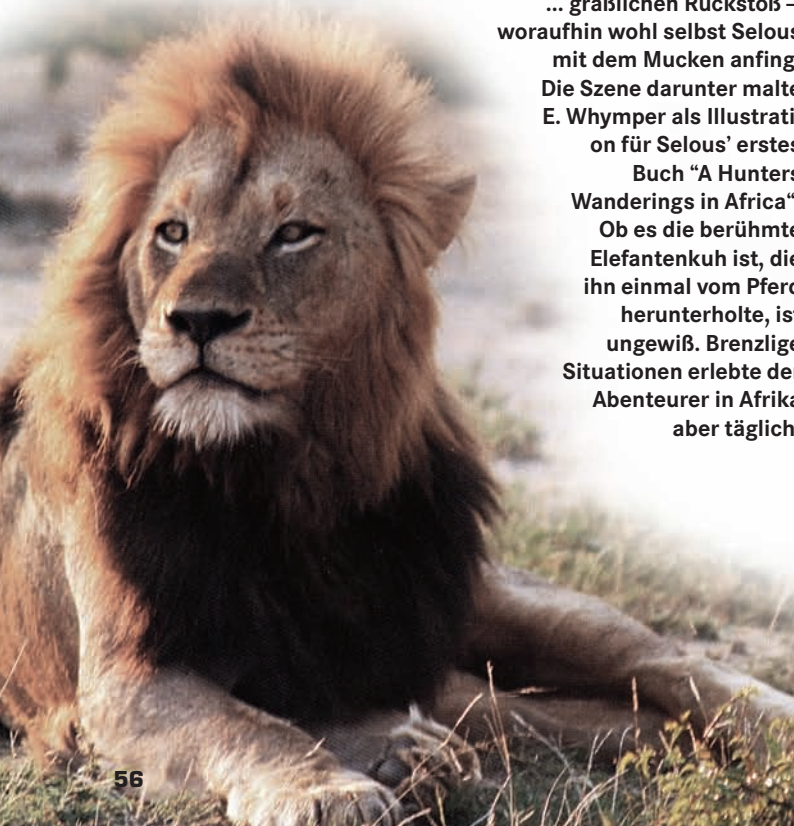 ... gräßlichen Rückstoß –
woraufhin wohl selbst Selous
mit dem Mucken anfing
Die Szene darunter malte
E. Whymper als Illustrati
on für Selous’ erstes
Buch “A Hunters
Wanderings in Africa“
Ob es die berühmte
Elefantenkuh ist, die
ihn einmal vom Pferd
herunterholte, ist
ungewiß. Brenzlige
Situationen erlebte der
Abenteurer in Afrika
aber täglich
56